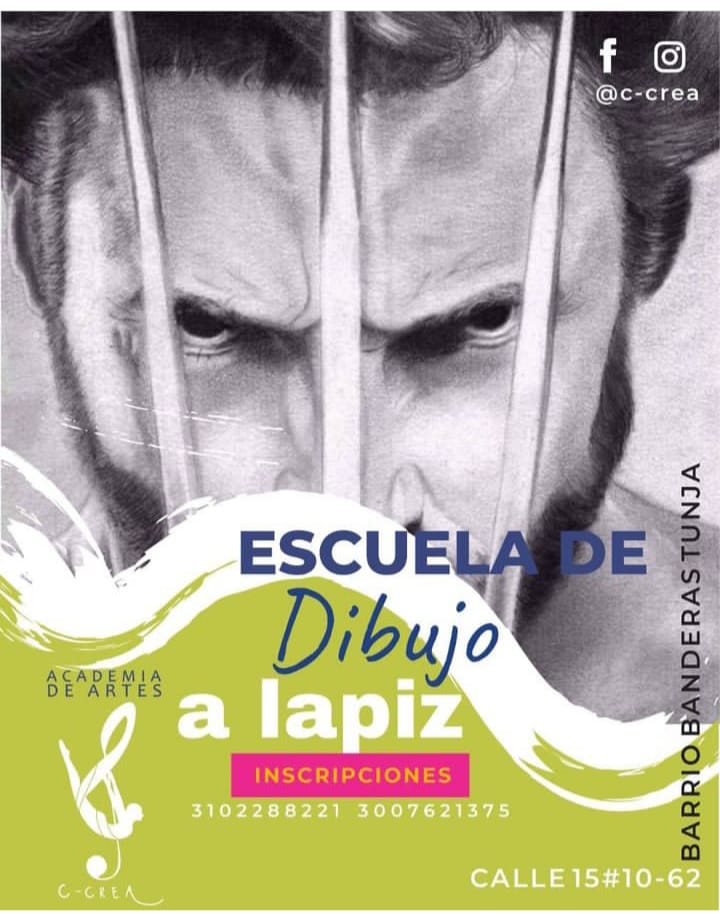 @c-crea
ESCUELA DE
Dibujo
a lapiz
INSCRIPCIONES
3102288221 3007621375
ACADEMIA
DE ARTES
C-CREA
BARRIO BANDERAS TUNJA
CALLE 15#10-62